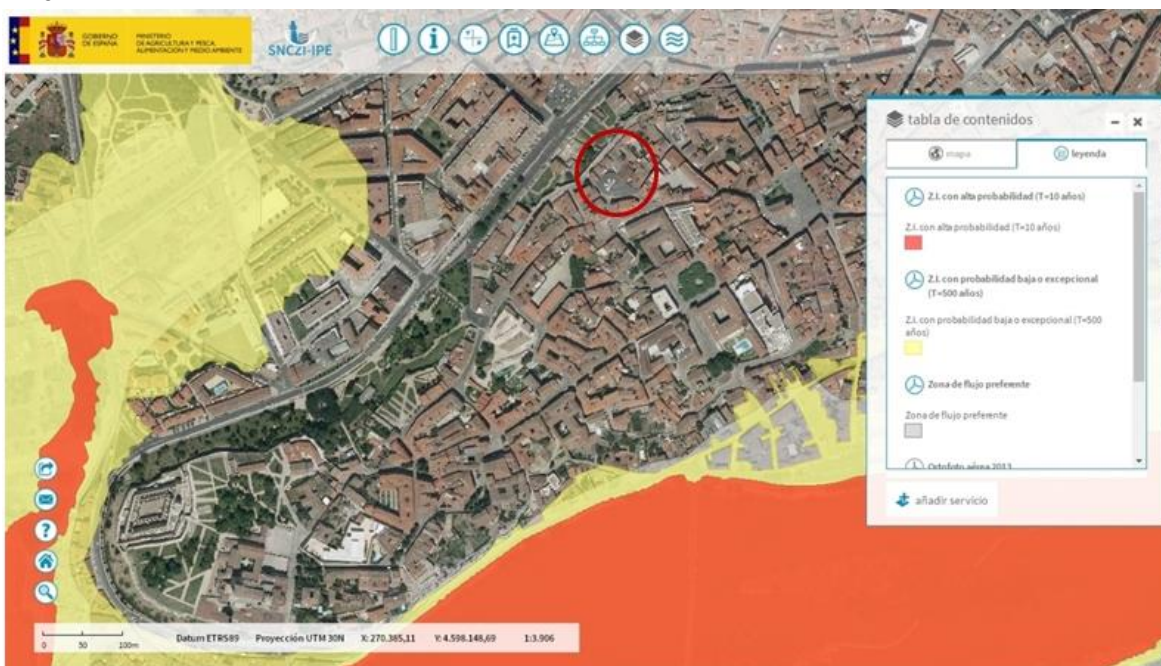 GOBIERNO DE ESPAÑA
MINISTERIO DE AGRICULTURA Y PESCA, ALIMENTACIÓN Y MEDIO AMBIENTE
SNCZI-IPE
tabla de contenidos
mapa
leyenda
Z.I. con alta probabilidad (T=10 años)
Z.I. con alta probabilidad (T=10 años)
Z.I. con probabilidad baja o excepcional
(T=500 años)
Z.I. con probabilidad baja o excepcional (T=500
años)
Zona de flujo preferente
Zona de flujo preferente
Ortofoto aérea 2013
añadir servicio
0 50 100m Datum ETRS89 Proyección UTM 30N X: 270.385,11 Y: 4.598.148,69 1:3.906